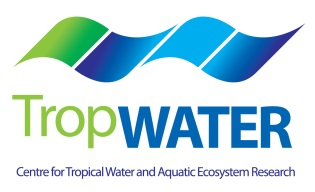 TropWATER
Centre for Tropical Water and Aquatic Ecosystem Research